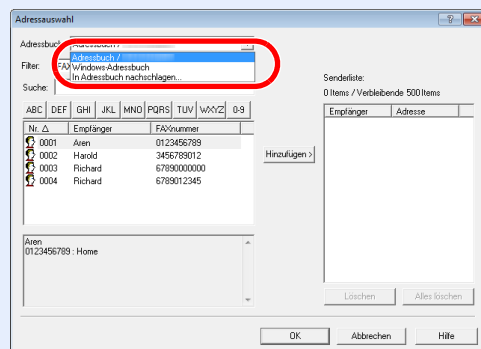 Adressauswahl
Adressbuch: Adressbuch /
Adressbuch /
Windows-Adressbuch
In Adressbuch nachschlagen...
Filter: FAX
Suche:
ABC DEF GHI JKL MNO PQRS TUV WXYZ 0-9
Nr. △ Empfänger FAXnummer
0001 Aren 0123456789
0002 Harold 3456789012
0003 Richard 67890000000
0004 Richard 6789012345
Aren
0123456789 : Home
Hinzufügen >
Senderliste:
0 Items / Verbleibende 500 Items
Empfänger Adresse
Löschen Alles löschen
OK Abbrechen Hilfe